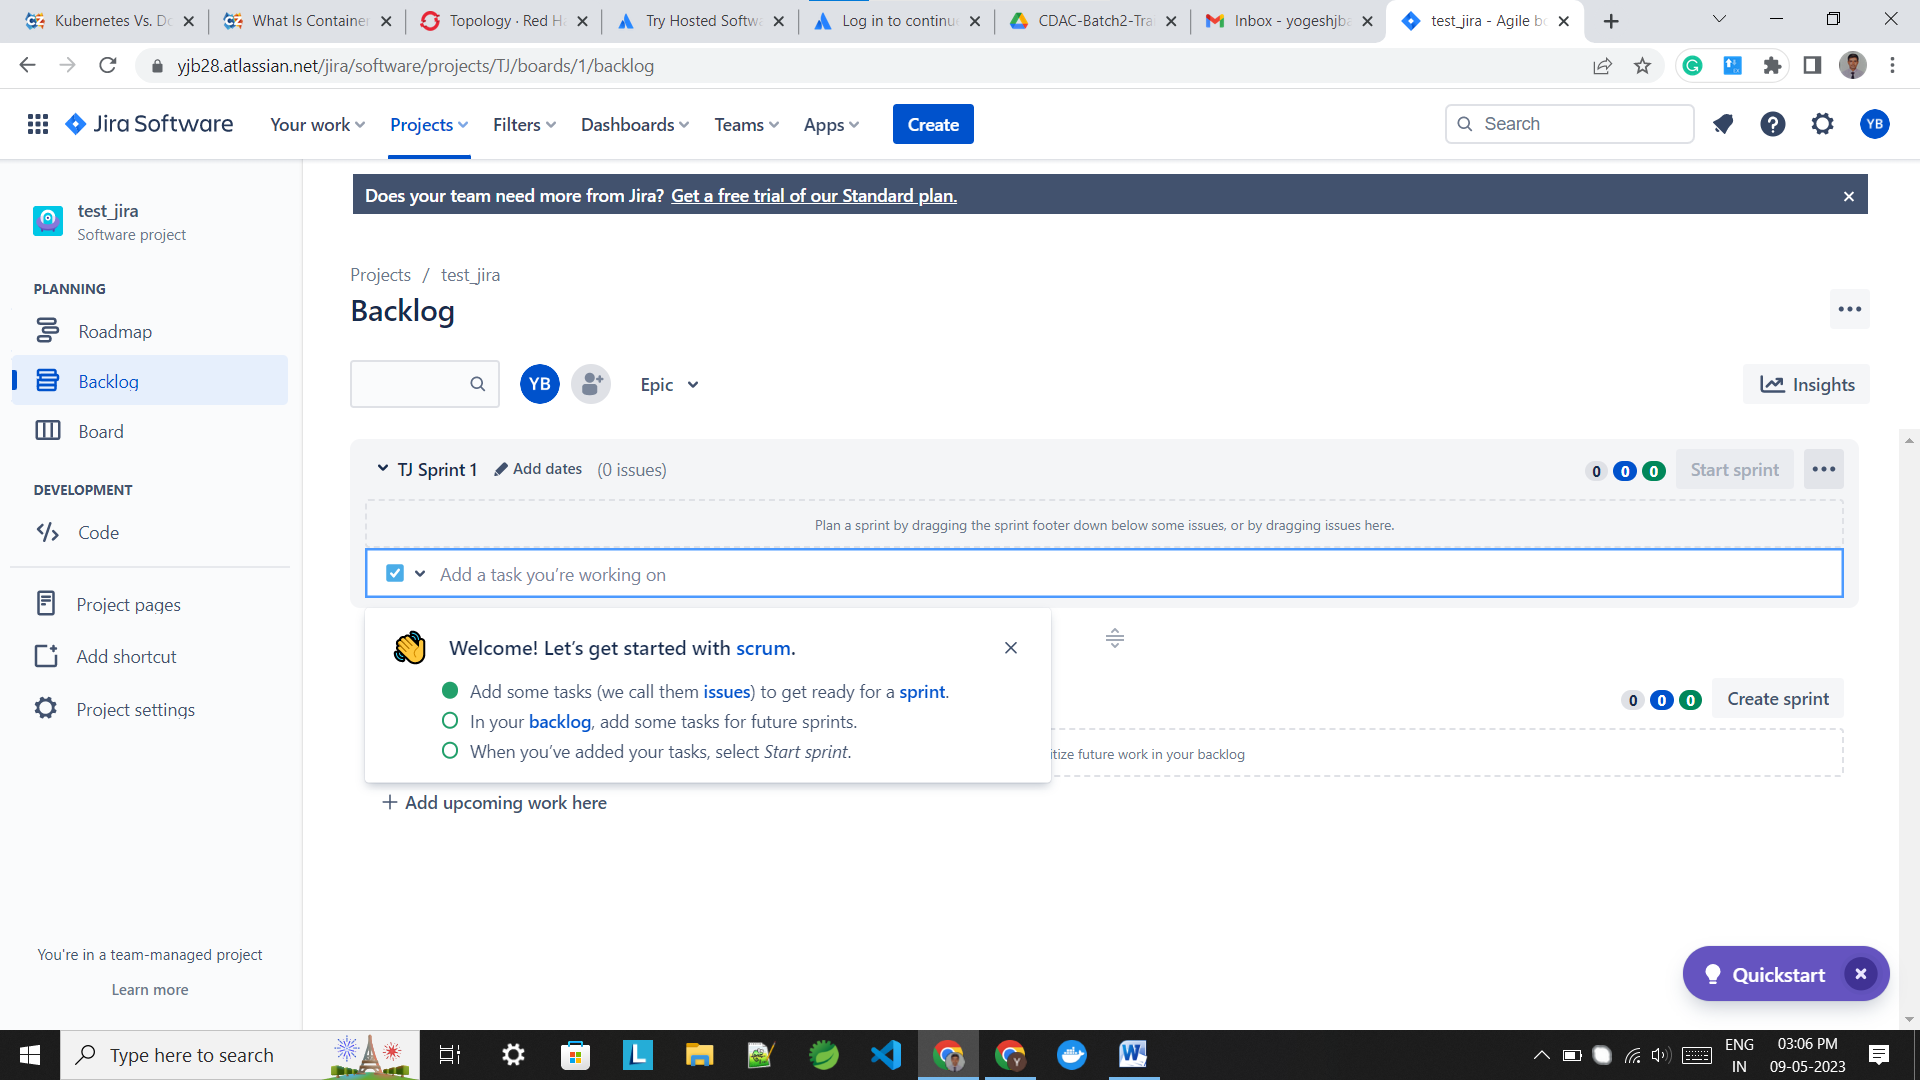 Kubernetes Vs. Do
What Is Container
Topology · Red Ha
Try Hosted Softwa
Log in to continue
CDAC-Batch2-Trai
Inbox - yogeshjba
test_jira - Agile bo
yjb28.atlassian.net/jira/software/projects/TJ/boards/1/backlog
Jira Software
Your work
Projects
Filters
Dashboards
Teams
Apps
Create
Search
YB
Does your team need more from Jira? Get a free trial of our Standard plan.
test_jira
Software project
PLANNING
Roadmap
Backlog
Board
DEVELOPMENT
Code
Project pages
Add shortcut
Project settings
You're in a team-managed project
Learn more
Projects / test_jira
Backlog
YB
Epic
Insights
TJ Sprint 1
Add dates
(0 issues)
0 0 0
Start sprint
Plan a sprint by dragging the sprint footer down below some issues, or by dragging issues here.
Add a task you’re working on
Welcome! Let’s get started with scrum.
Add some tasks (we call them issues) to get ready for a sprint.
In your backlog, add some tasks for future sprints.
When you’ve added your tasks, select Start sprint.
0 0 0
Create sprint
itize future work in your backlog
+ Add upcoming work here
Quickstart
Type here to search
ENG
IN
03:06 PM
09-05-2023